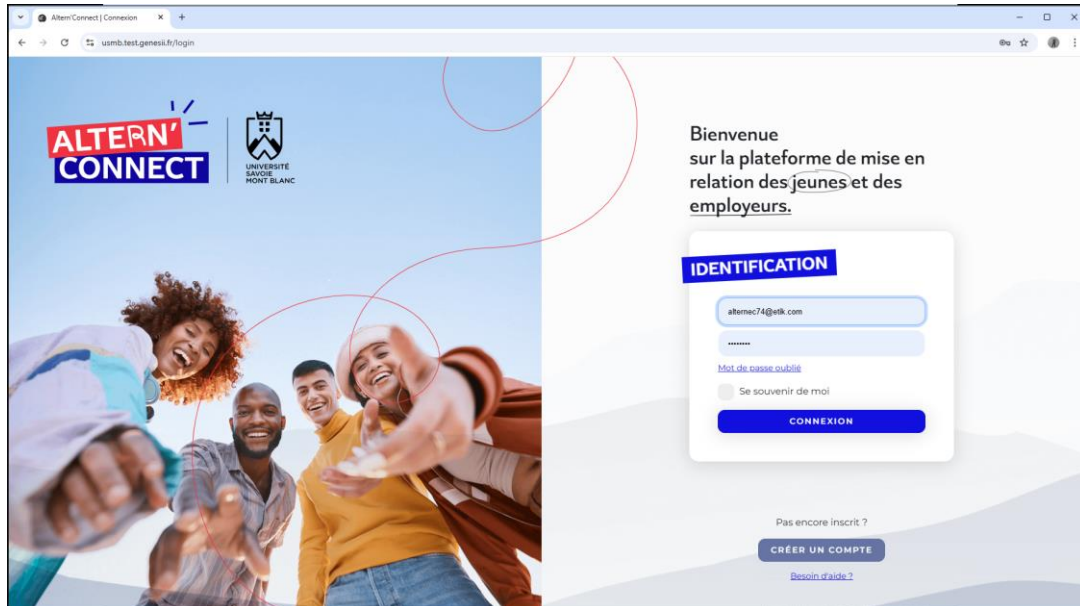 Altern'Connect | Connexion
usmb.test.genesii.fr/login
ALTERN'
CONNECT
UNIVERSITÉ
SAVOIE
MONT BLANC
Bienvenue
sur la plateforme de mise en
relation des jeunes et des
employeurs.
IDENTIFICATION
alternec74@etik.com
••••••••
Mot de passe oublié
Se souvenir de moi
CONNEXION
Pas encore inscrit ?
CRÉER UN COMPTE
Besoin d'aide ?